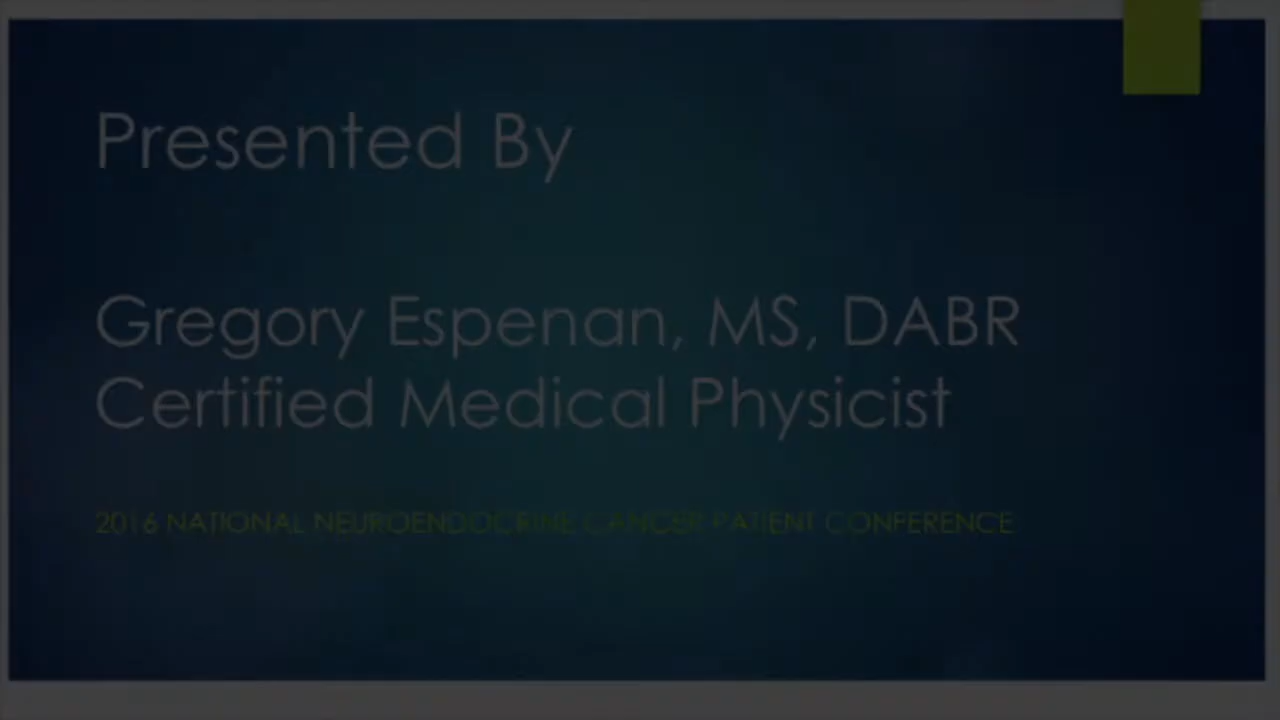 Presented By
Gregory Espenan, MS, DABR
Certified Medical Physicist
2016 NATIONAL NEUROENDOCRINE CANCER PATIENT CONFERENCE